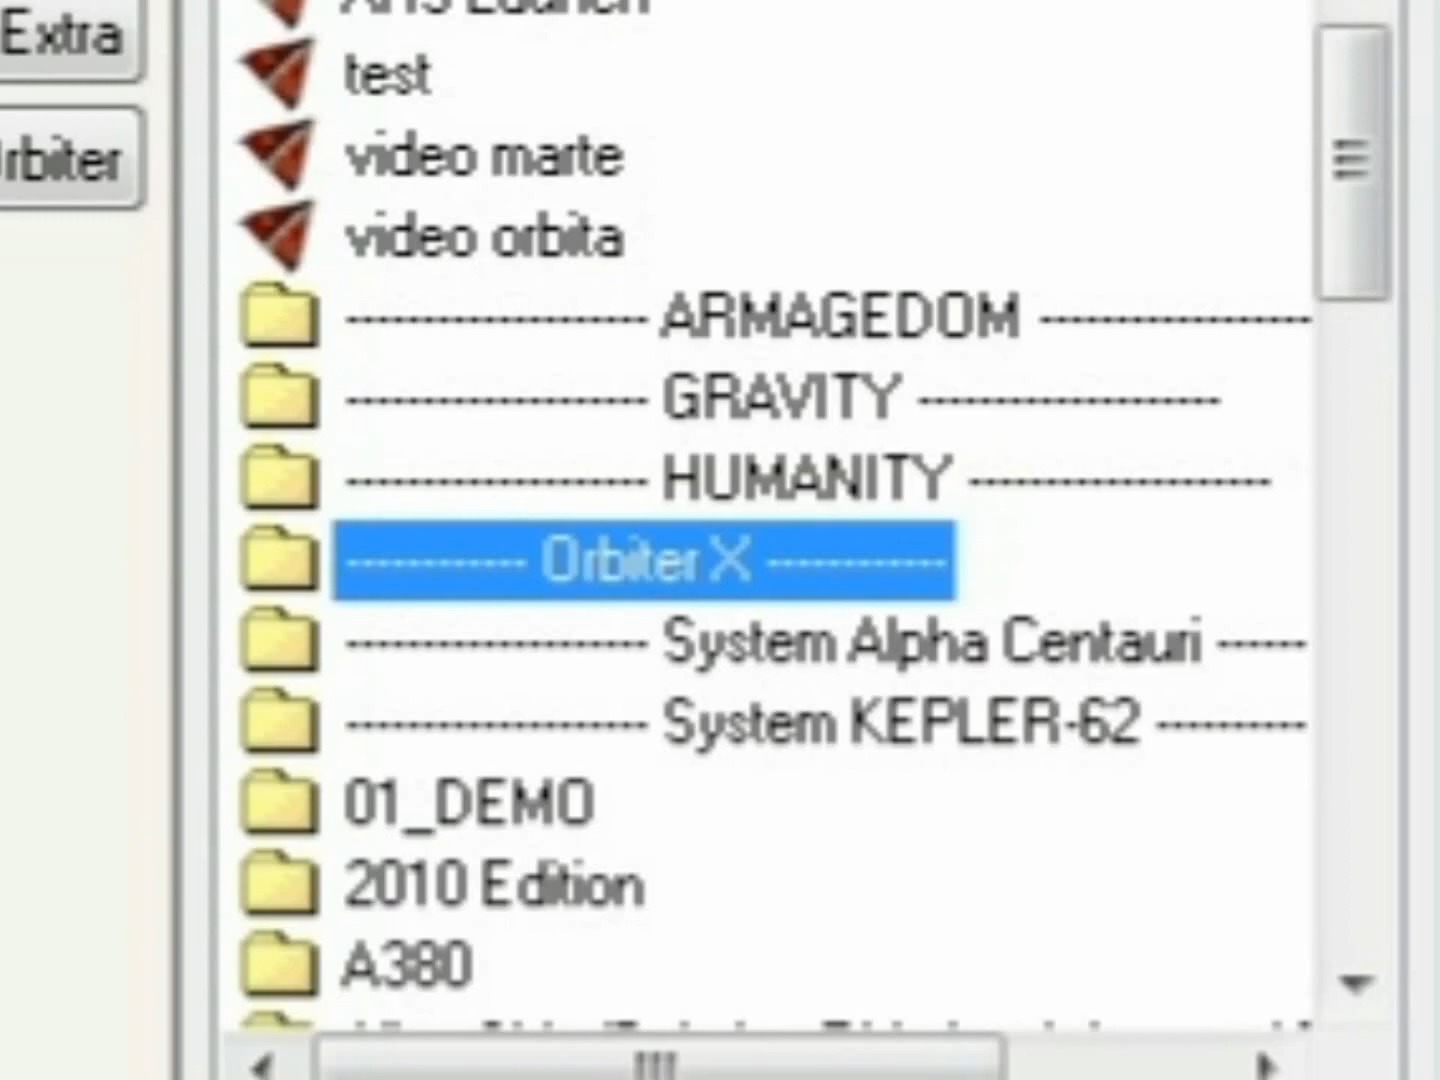 Extra
test
rbiter
video marte
video orbita
------------------ ARMAGEDOM ----------------
------------------ GRAVITY ------------------
------------------ HUMANITY ------------------
----------- Orbiter X -----------
------------------ System Alpha Centauri -----
------------------ System KEPLER-62 ---------
01_DEMO
2010 Edition
A380